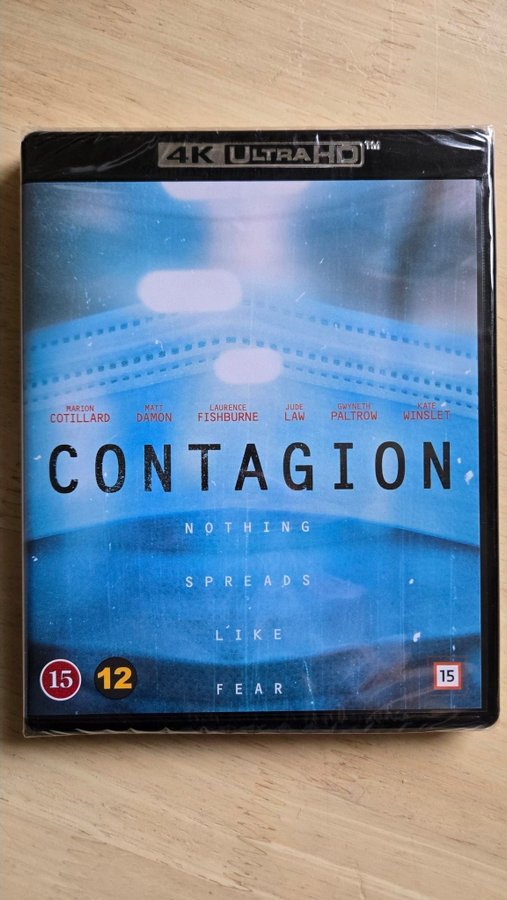 4K ULTRA HD™
MARION MATT LAURENCE JUDE GWYNETH KATE
COTILLARD DAMON FISHBURNE LAW PALTROW WINSLET
CONTAGION
NOTHING
SPREADS
LIKE
FEAR
15 12 15